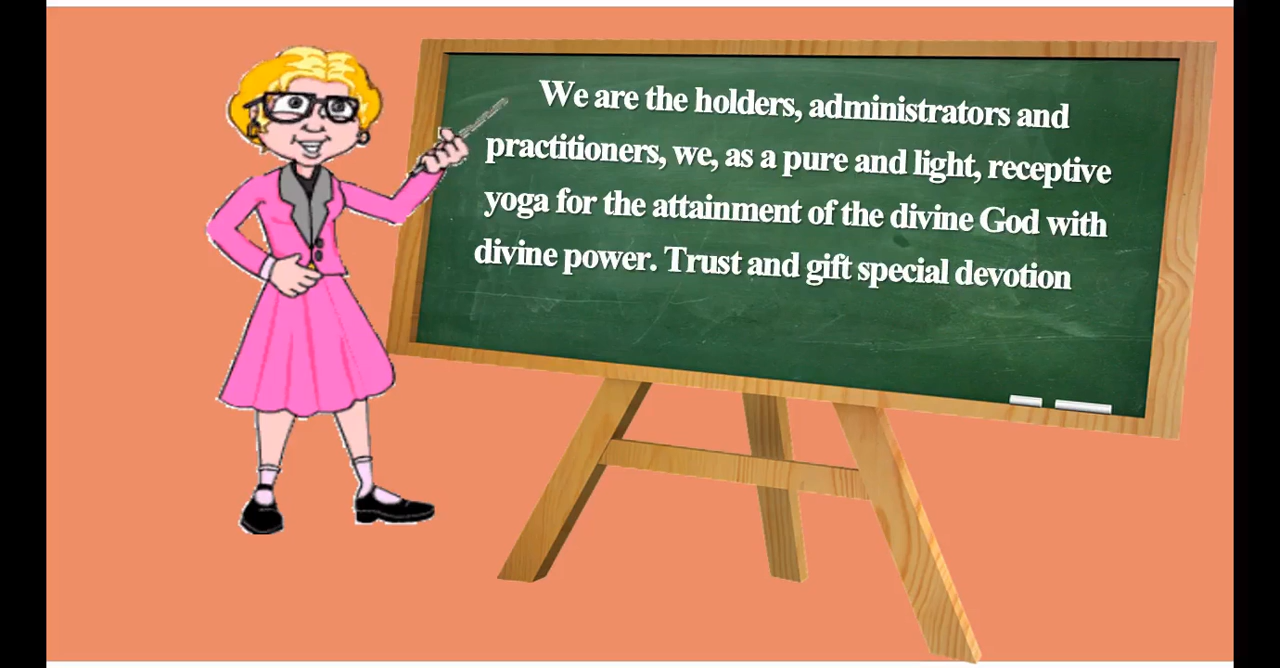 We are the holders, administrators and
practitioners, we, as a pure and light, receptive
yoga for the attainment of the divine God with
divine power. Trust and gift special devotion